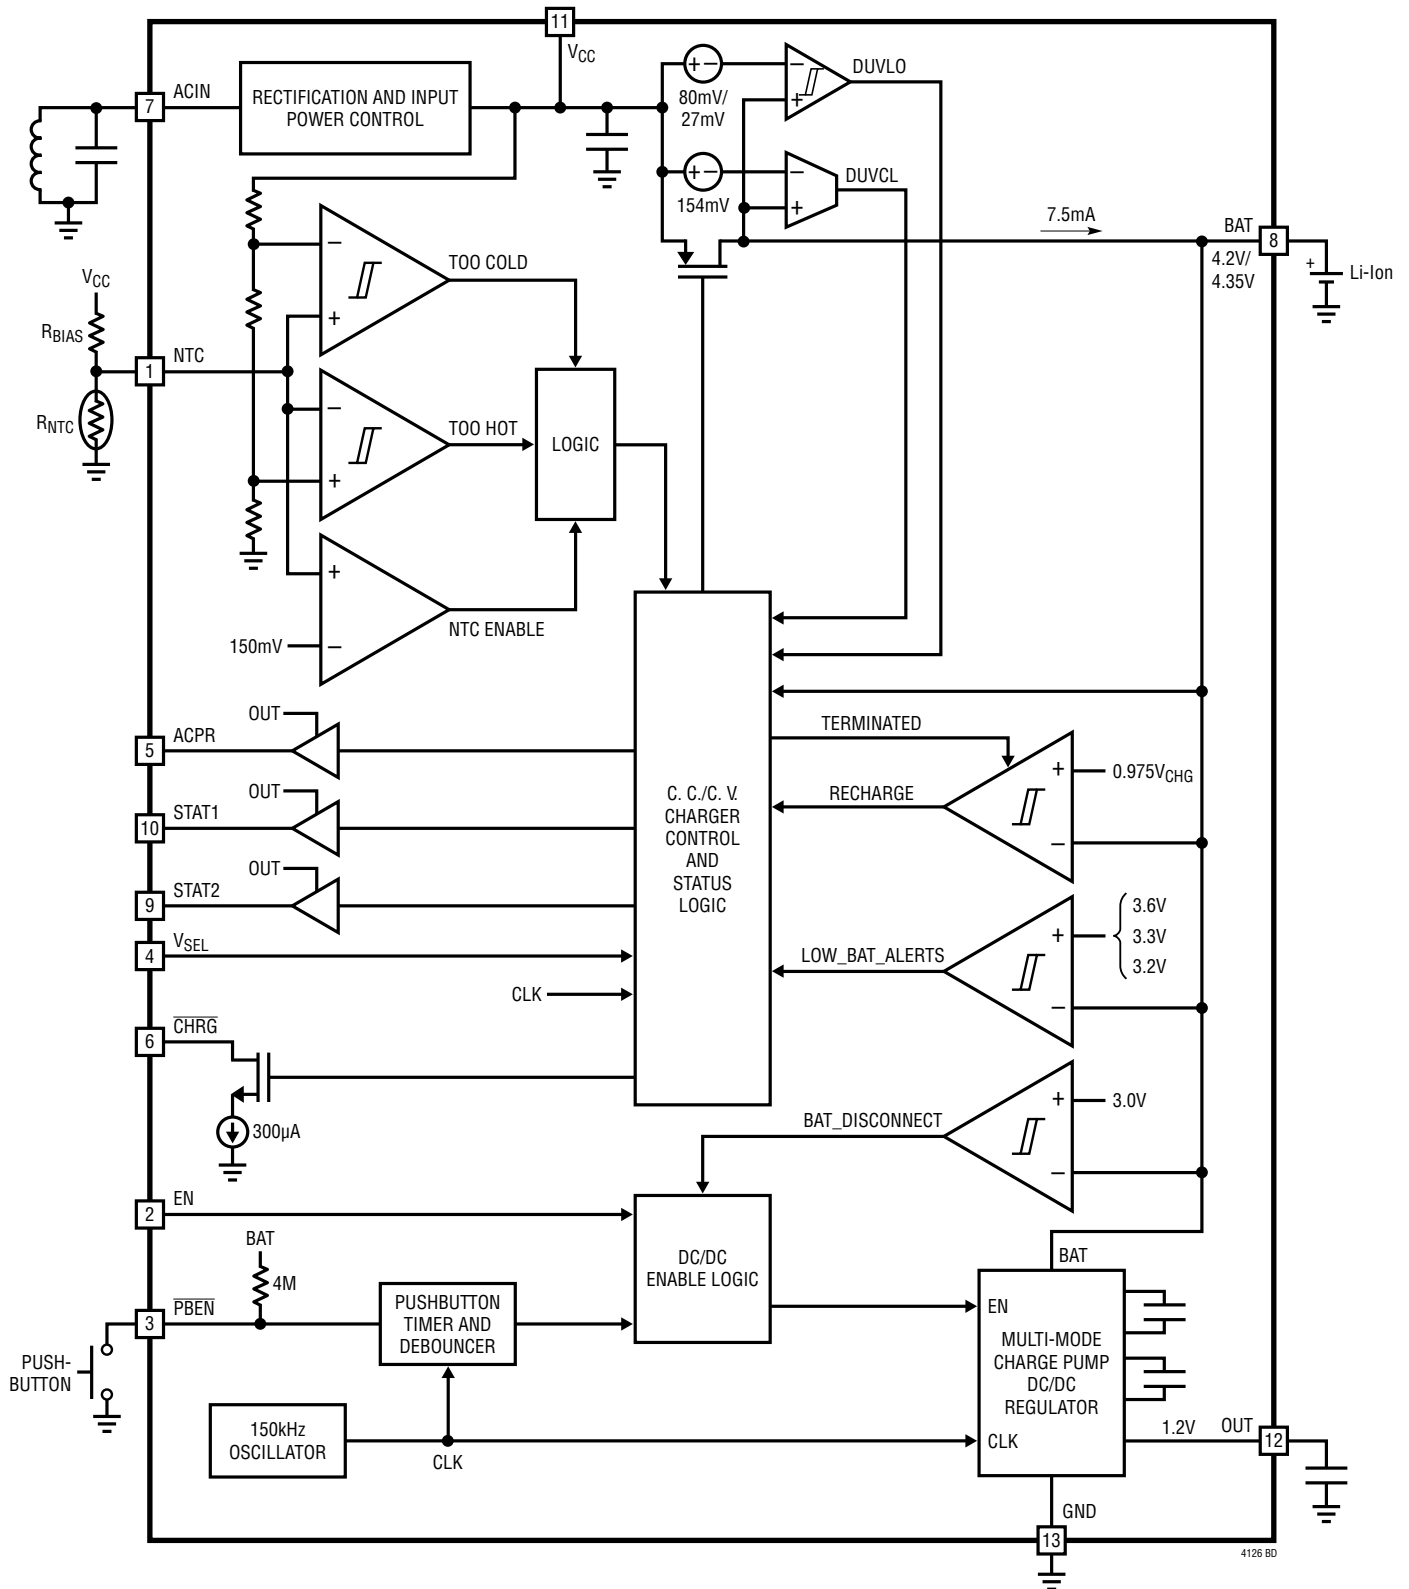 11
VCC
7
ACIN
RECTIFICATION AND INPUT
POWER CONTROL
+ −
80mV/
27mV
−
+
DUVLO
+ −
154mV
−
+
DUVCL
7.5mA
BAT
8
4.2V/
4.35V
+
Li-Ion
VCC
RBIAS
1
NTC
RNTC
−
+
TOO COLD
−
+
TOO HOT
LOGIC
+
−
150mV
NTC ENABLE
OUT
5
ACPR
OUT
10
STAT1
OUT
9
STAT2
4
VSEL
CLK
6
CHRG
300µA
C. C./C. V.
CHARGER
CONTROL
AND
STATUS
LOGIC
TERMINATED
RECHARGE
+
−
0.975VCHG
LOW_BAT_ALERTS
+
−
3.6V
3.3V
3.2V
BAT_DISCONNECT
+
−
3.0V
2
EN
BAT
4M
3
PBEN
PUSH-
BUTTON
PUSHBUTTON
TIMER AND
DEBOUNCER
DC/DC
ENABLE LOGIC
150kHz
OSCILLATOR
CLK
BAT
EN
MULTI-MODE
CHARGE PUMP
DC/DC
REGULATOR
CLK
1.2V
OUT
12
GND
13
4126 BD